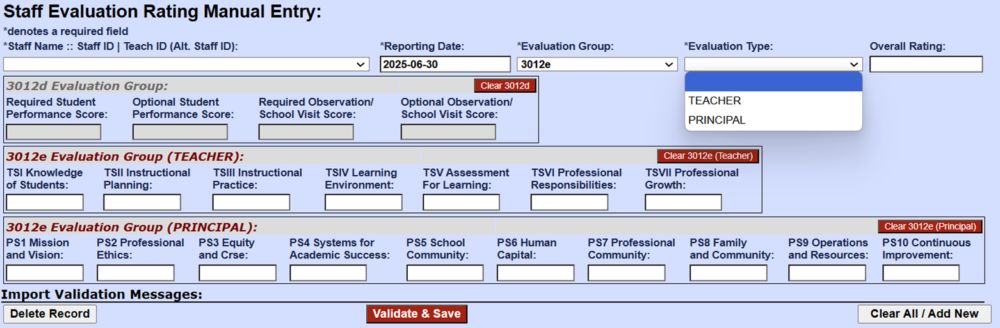 Staff Evaluation Rating Manual Entry:
*denotes a required field
*Staff Name :: Staff ID | Teach ID (Alt. Staff ID): *Reporting Date: *Evaluation Group: *Evaluation Type: Overall Rating:
2025-06-30 3012e
TEACHER
PRINCIPAL
3012d Evaluation Group: Clear 3012d
Required Student Optional Student Required Observation/ Optional Observation/
Performance Score: Performance Score: School Visit Score: School Visit Score:
3012e Evaluation Group (TEACHER): Clear 3012e (Teacher)
TSI Knowledge TSII Instructional TSIII Instructional TSIV Learning TSV Assessment TSVI Professional TSVII Professional
of Students: Planning: Practice: Environment: For Learning: Responsibilities: Growth:
3012e Evaluation Group (PRINCIPAL): Clear 3012e (Principal)
PS1 Mission PS2 Professional PS3 Equity PS4 Systems for PS5 School PS6 Human PS7 Professional PS8 Family PS9 Operations PS10 Continuous
and Vision: Ethics: and Crse: Academic Success: Community: Capital: Community: and Community: and Resources: Improvement:
Import Validation Messages:
Delete Record Validate & Save Clear All / Add New